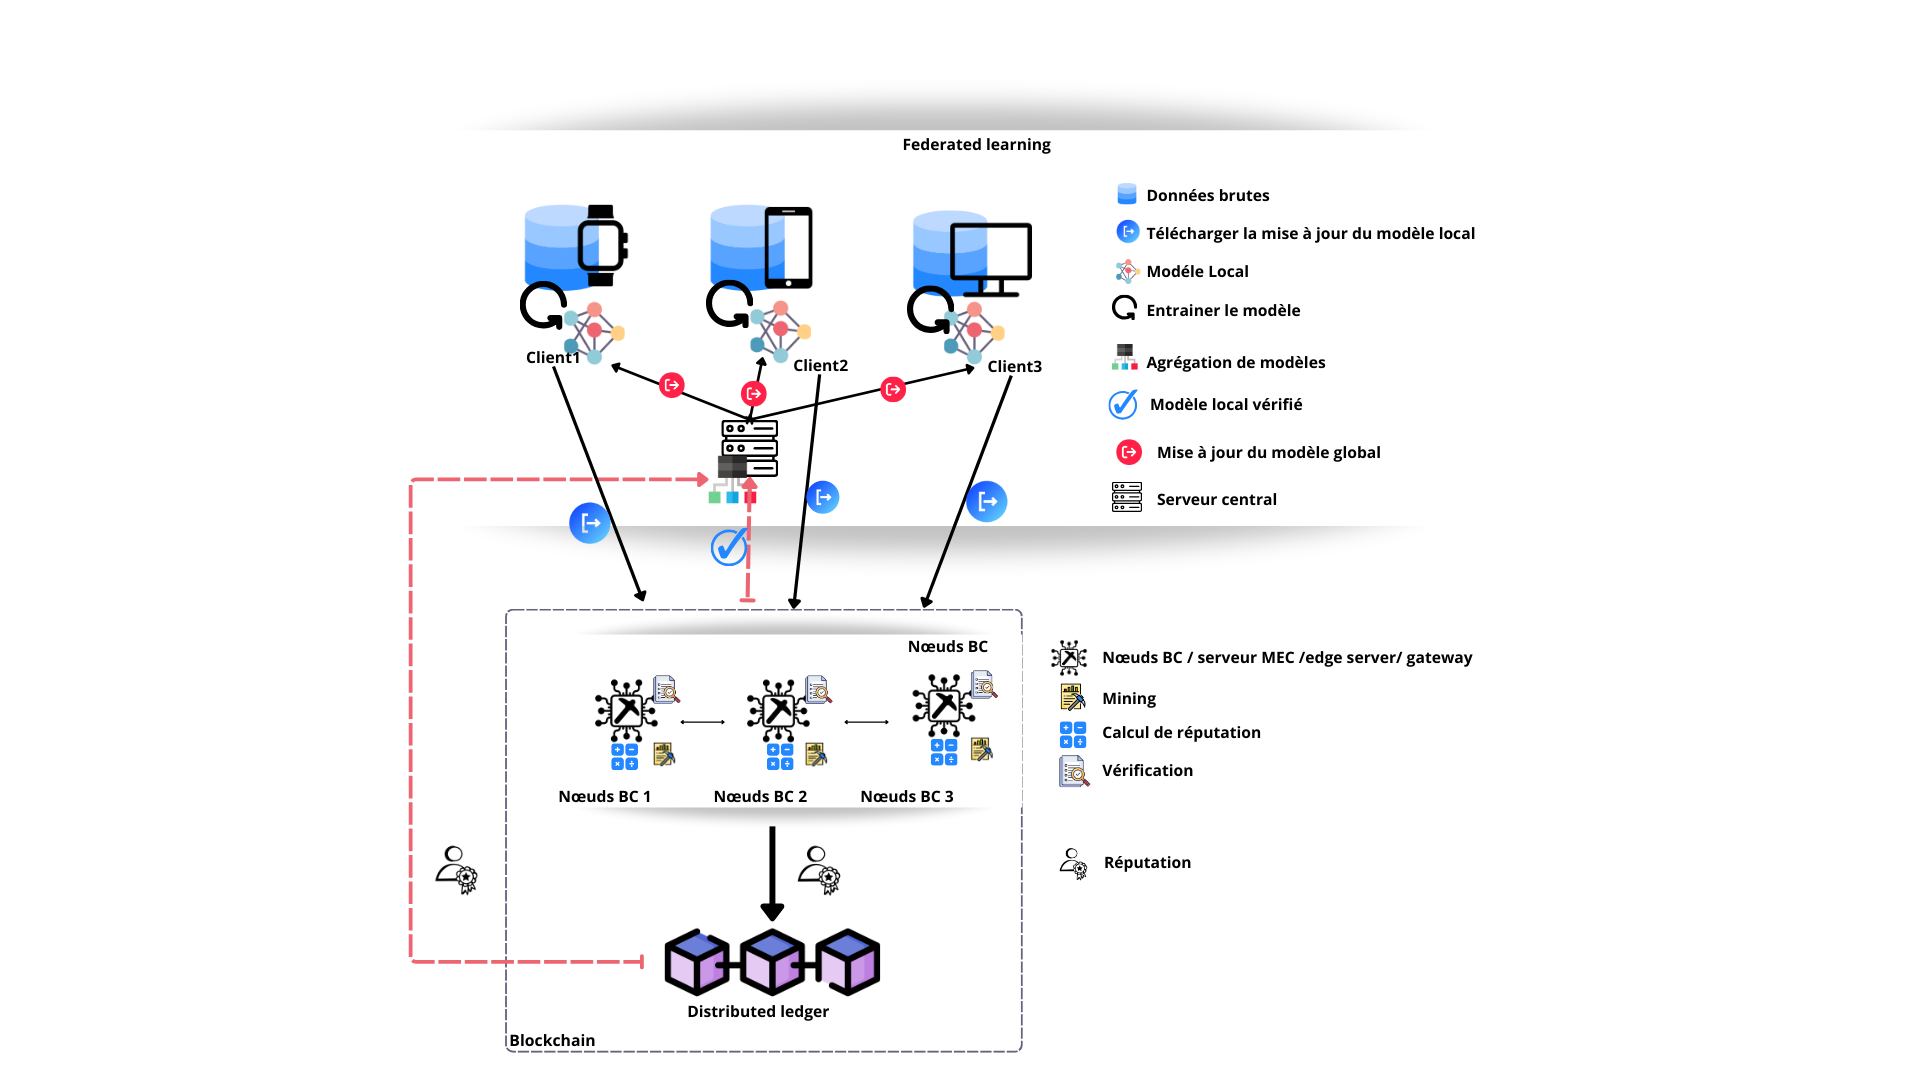 Federated learning
Données brutes
Télécharger la mise à jour du modèle local
Modéle Local
Entrainer le modèle
Client1
Client2
Client3
Agrégation de modèles
Modèle local vérifié
Mise à jour du modèle global
Serveur central
Nœuds BC
Nœuds BC / serveur MEC /edge server/ gateway
Mining
Calcul de réputation
Vérification
Nœuds BC 1
Nœuds BC 2
Nœuds BC 3
Réputation
Distributed ledger
Blockchain